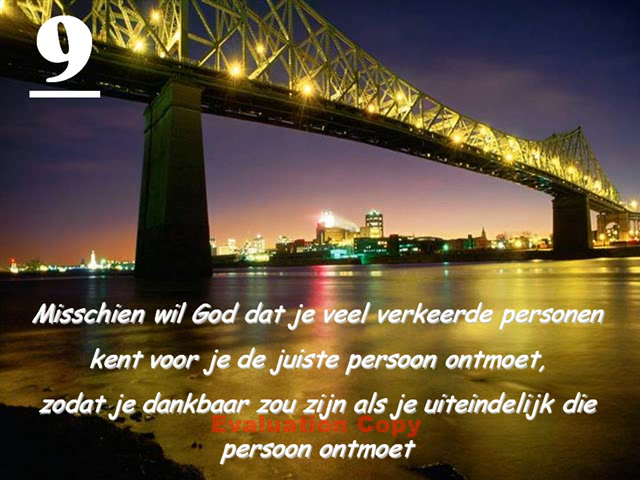 9
Misschien wil God dat je veel verkeerde personen
kent voor je de juiste persoon ontmoet,
zodat je dankbaar zou zijn als je uiteindelijk die
Evaluation Copy
persoon ontmoet